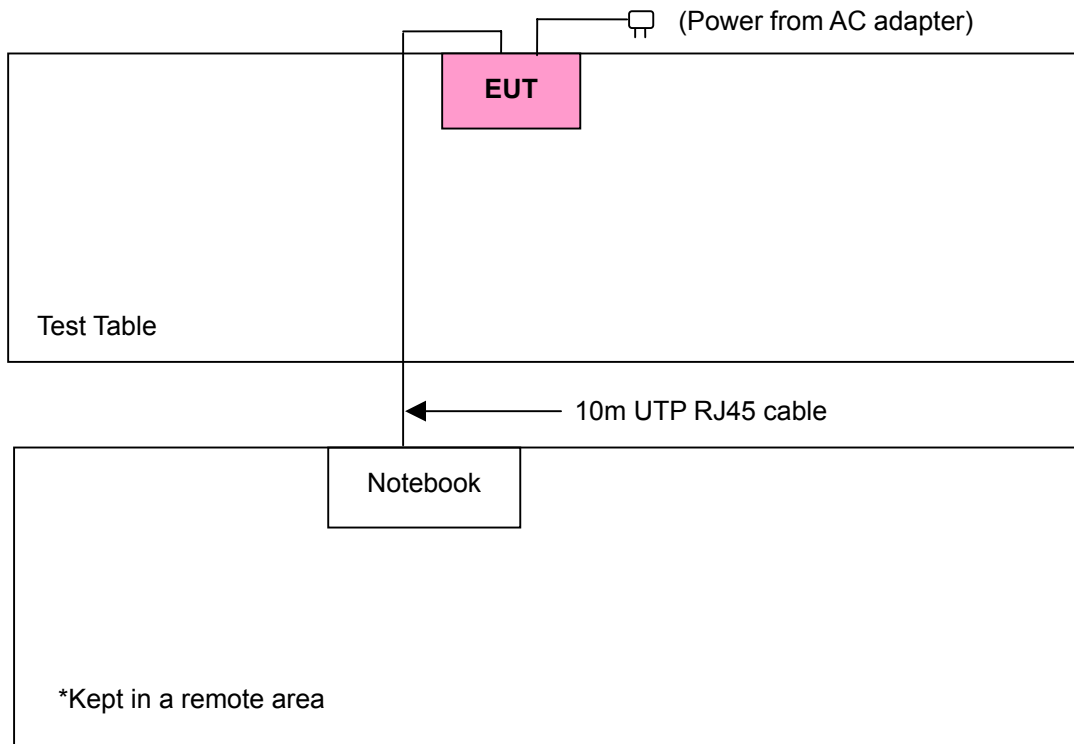 (Power from AC adapter)
EUT
Test Table
10m UTP RJ45 cable
Notebook
*Kept in a remote area